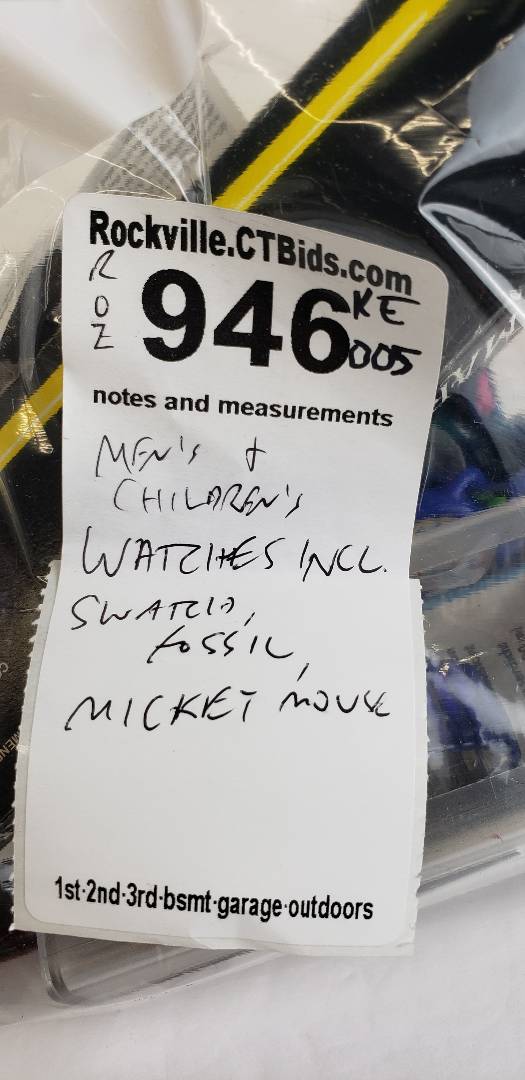 Rockville.CTBids.com
ROZ 946 KE 005
notes and measurements
MEN'S +
CHILDREN'S
WATCHES INCL.
SWATCH,
FOSSIL,
MICKEY MOUSE
1st·2nd·3rd·bsmt·garage·outdoors